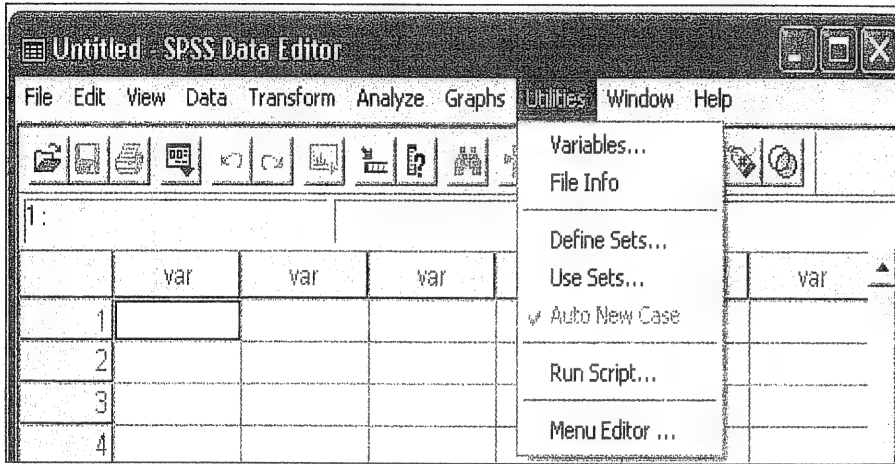 Untitled - SPSS Data Editor
File Edit View Data Transform Analyze Graphs Utilities Window Help
Variables...
File Info
1 :
Define Sets...
var var var Use Sets... var
1 Auto New Case
2
Run Script...
3
4 Menu Editor ...